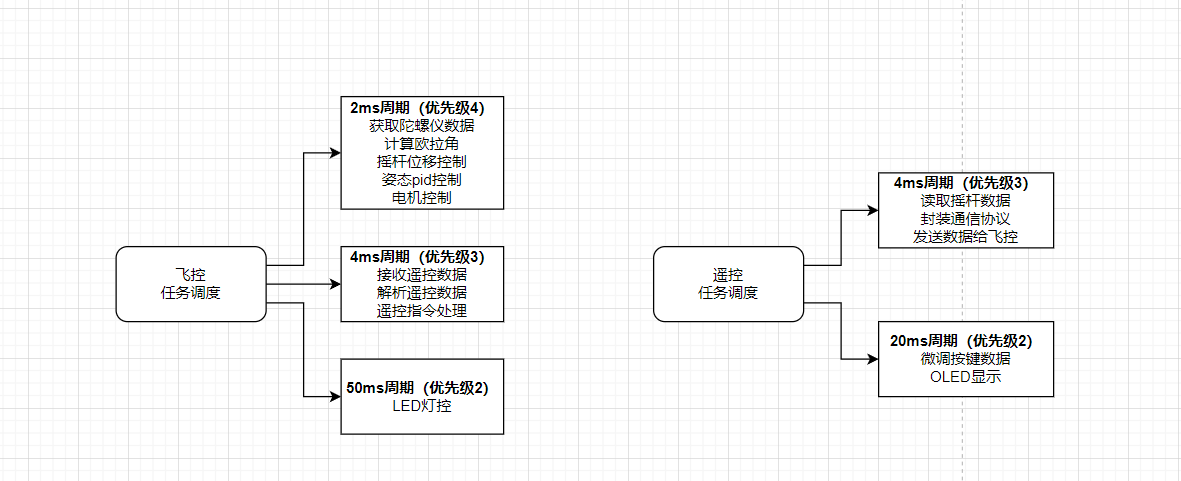 飞控
任务调度
2ms周期（优先级4）
获取陀螺仪数据
计算欧拉角
摇杆位移控制
姿态pid控制
电机控制
4ms周期（优先级3）
接收遥控数据
解析遥控数据
遥控指令处理
50ms周期（优先级2）
LED灯控
遥控
任务调度
4ms周期（优先级3）
读取摇杆数据
封装通信协议
发送数据给飞控
20ms周期（优先级2）
微调按键数据
OLED显示